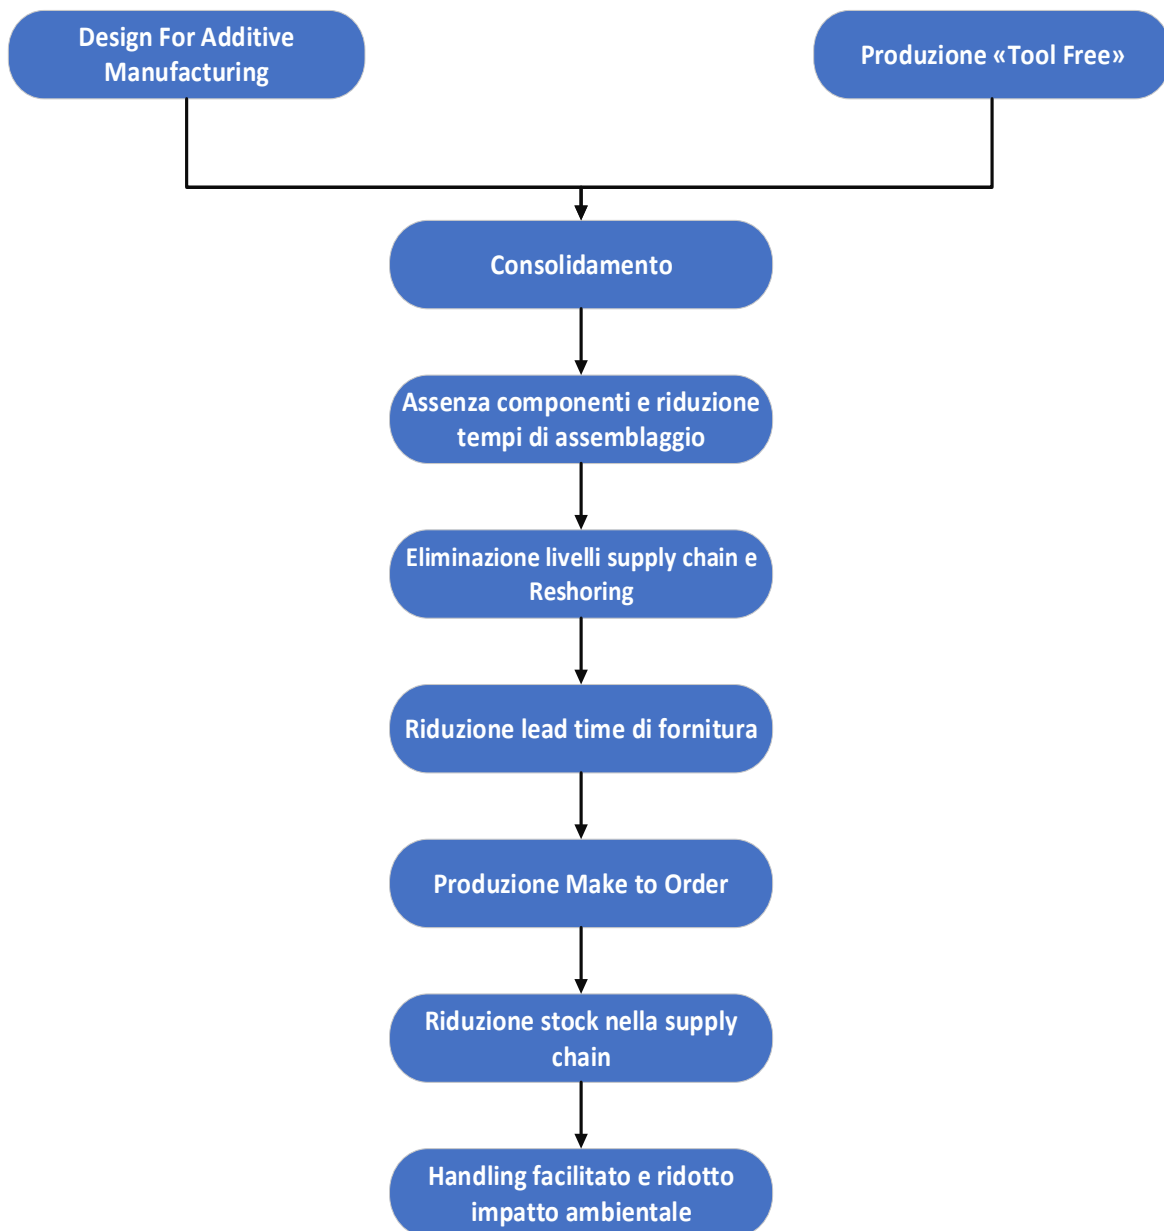 Design For Additive
Manufacturing
Produzione «Tool Free»
Consolidamento
Assenza componenti e riduzione
tempi di assemblaggio
Eliminazione livelli supply chain e
Reshoring
Riduzione lead time di fornitura
Produzione Make to Order
Riduzione stock nella supply
chain
Handling facilitato e ridotto
impatto ambientale